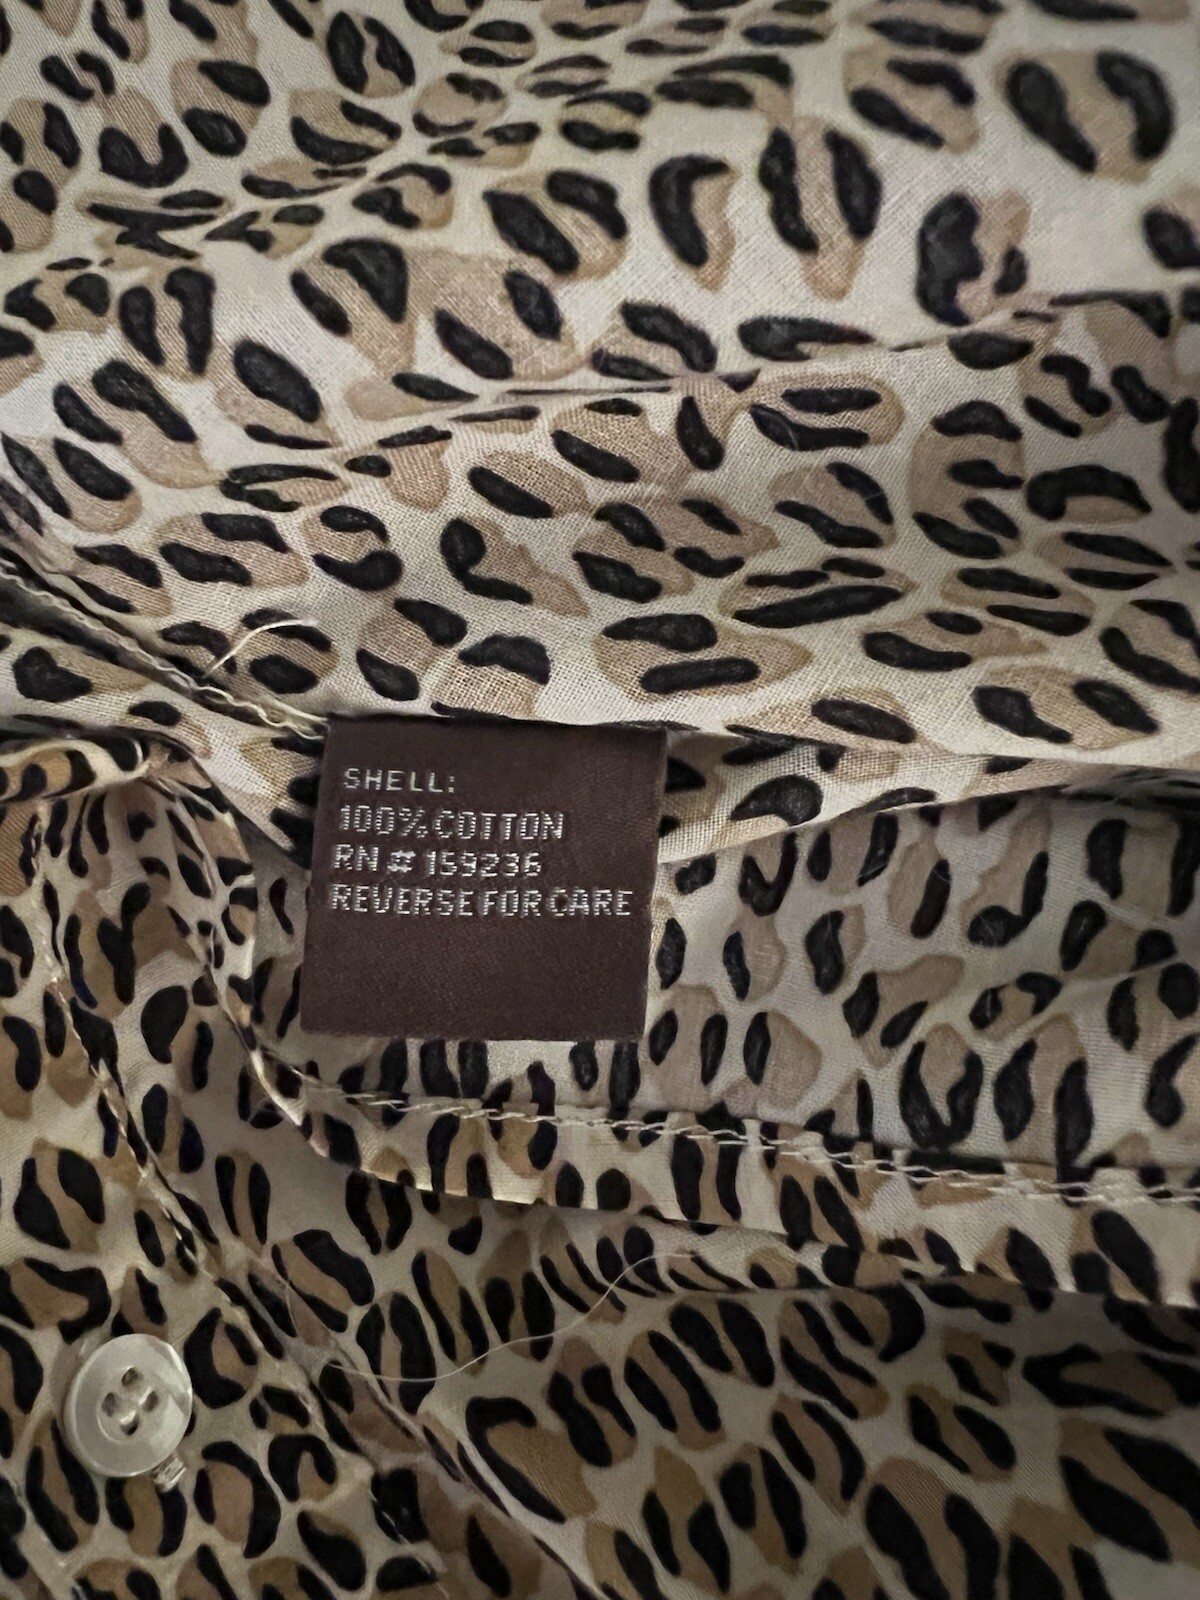 SHELL:
100% COTTON
RN # 159236
REVERSE FOR CARE